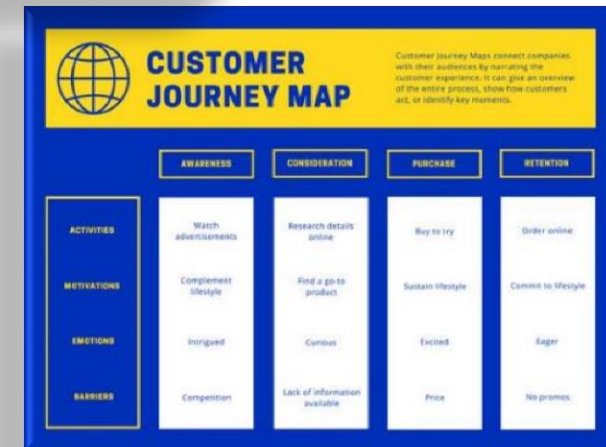 CUSTOMER
JOURNEY MAP
Customer Journey Maps connect companies
with their audiences by narrating the
customer experience. It can give an overview
of the entire process, show how customers
act, or identify key moments.
AWARENESS CONSIDERATION PURCHASE RETENTION
ACTIVITIES
Watch
advertisements
Research details
online
Buy to try
Order online
MOTIVATIONS
Complement
lifestyle
Find a go-to
product
Sustain lifestyle
Commit to lifestyle
EMOTIONS
Intrigued
Curious
Excited
Eager
BARRIERS
Competition
Lack of information
available
Price
No promos